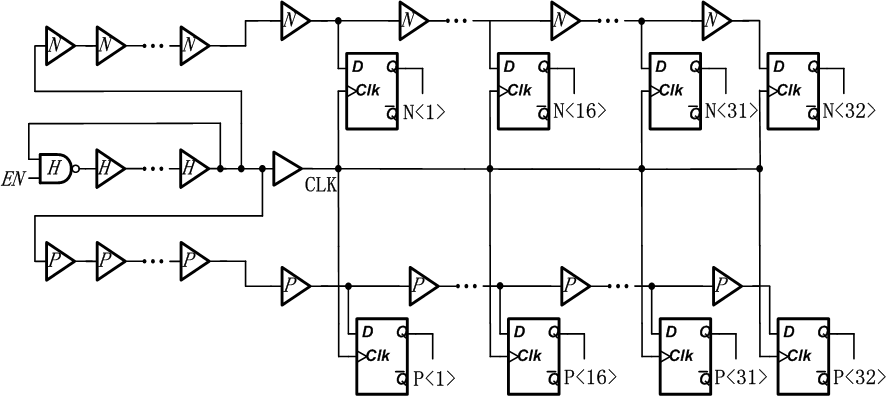 N N ··· N N N ··· N ··· N
D Q Clk Q N<1> D Q Clk Q N<16> D Q Clk Q N<31> D Q Clk Q N<32>
EN H H ··· H CLK
P P ··· P P P ··· P ··· P
D Q Clk Q P<1> D Q Clk Q P<16> D Q Clk Q P<31> D Q Clk Q P<32>